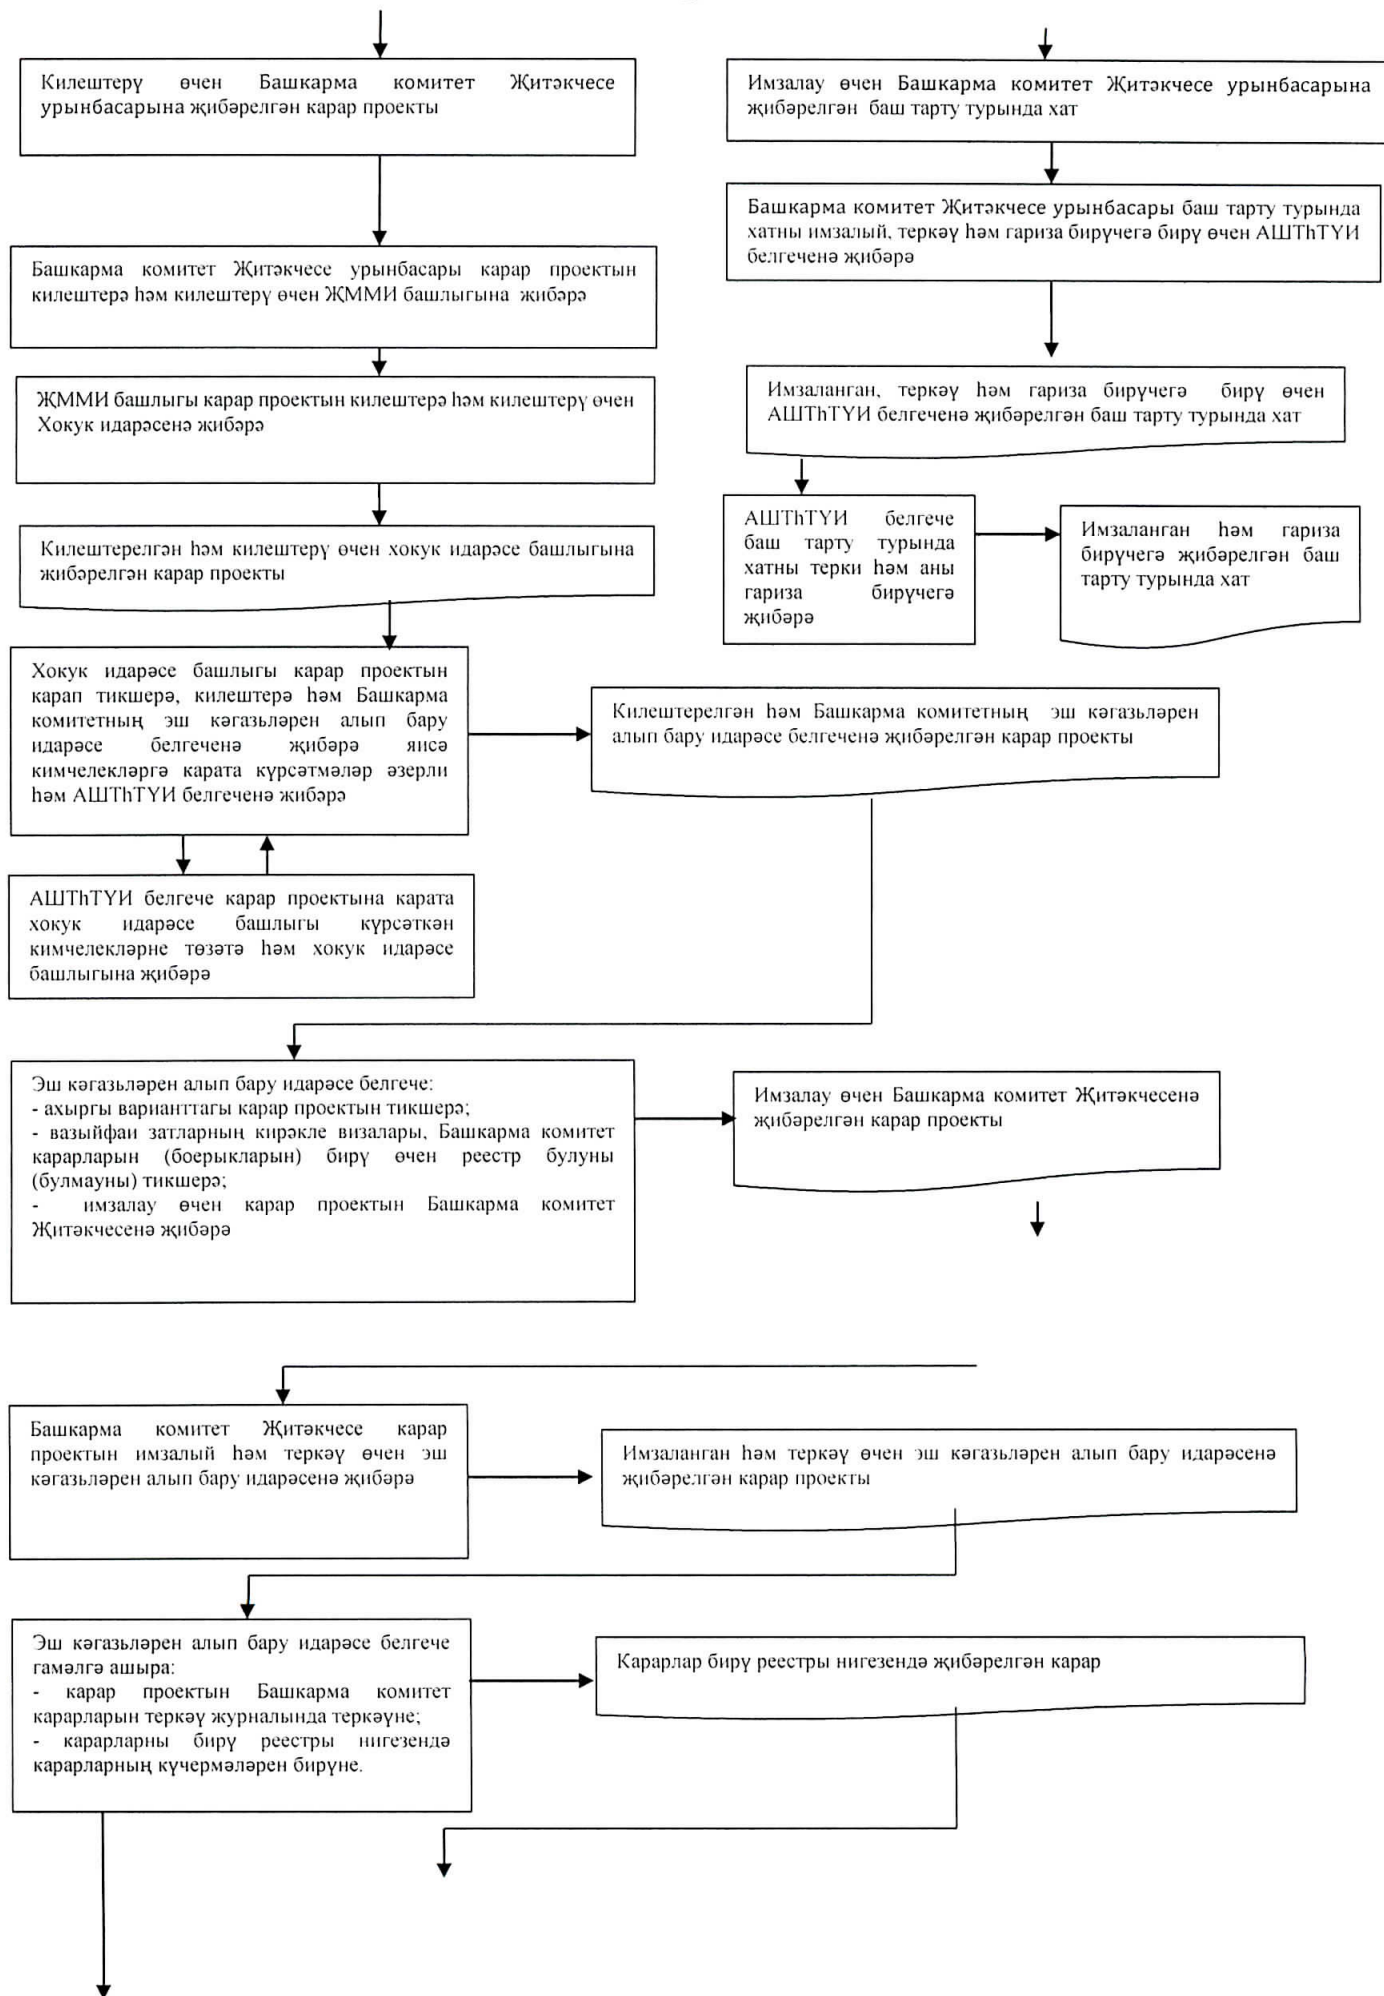 Килештерү өчен Башкарма комитет Җитәкчесе
урынбасарына җибәрелгән карар проекты
Имзалау өчен Башкарма комитет Җитәкчесе урынбасарына
җибәрелгән баш тарту турында хат
Башкарма комитет Җитәкчесе урынбасары баш тарту турында
хатны имзалый, теркәү һәм гариза бирүчегә бирү өчен АШТһТҮИ
белгеченә җибәрә
Башкарма комитет Җитәкчесе урынбасары карар проектын
килештерә һәм килештерү өчен ҖММИ башлыгына җибәрә
Имзаланган, теркәү һәм гариза бирүчегә бирү өчен
АШТһТҮИ белгеченә җибәрелгән баш тарту турында хат
ҖММИ башлыгы карар проектын килештерә һәм килештерү өчен
Хокук идарәсенә җибәрә
АШТһТҮИ белгече
баш тарту турында
хатны терки һәм аны
гариза бирүчегә
җибәрә
Имзаланган һәм гариза
бирүчегә җибәрелгән баш
тарту турында хат
Килештерелгән һәм килештерү өчен хокук идарәсе башлыгына
җибәрелгән карар проекты
Хокук идарәсе башлыгы карар проектын
карап тикшерә, килештерә һәм Башкарма
комитетның эш кәгазьләрен алып бару
идарәсе белгеченә җибәрә яисә
кимчелекләргә карата күрсәтмәләр әзерли
һәм АШТһТҮИ белгеченә җибәрә
Килештерелгән һәм Башкарма комитетның эш кәгазьләрен
алып бару идарәсе белгеченә җибәрелгән карар проекты
АШТһТҮИ белгече карар проектына карата
хокук идарәсе башлыгы күрсәткән
кимчелекләрне төзәтә һәм хокук идарәсе
башлыгына җибәрә
Эш кәгазьләрен алып бару идарәсе белгече:
- ахыргы варианттагы карар проектын тикшерә;
- вазыйфаи затларның кирәкле визалары, Башкарма комитет
карарларын (боерыкларын) бирү өчен реестр булуны
(булмауны) тикшерә;
- имзалау өчен карар проектын Башкарма комитет
Җитәкчесенә җибәрә
Имзалау өчен Башкарма комитет Җитәкчесенә
җибәрелгән карар проекты
Башкарма комитет Җитәкчесе карар
проектын имзалый һәм теркәү өчен эш
кәгазьләрен алып бару идарәсенә җибәрә
Имзаланган һәм теркәү өчен эш кәгазьләрен алып бару идарәсенә
җибәрелгән карар проекты
Эш кәгазьләрен алып бару идарәсе белгече
гамәлгә ашыра:
- карар проектын Башкарма комитет
карарларын теркәү журналында теркәүне;
- карарларны бирү реестры нигезендә
карарларның күчермәләрен бирүне.
Карарлар бирү реестры нигезендә җибәрелгән карар